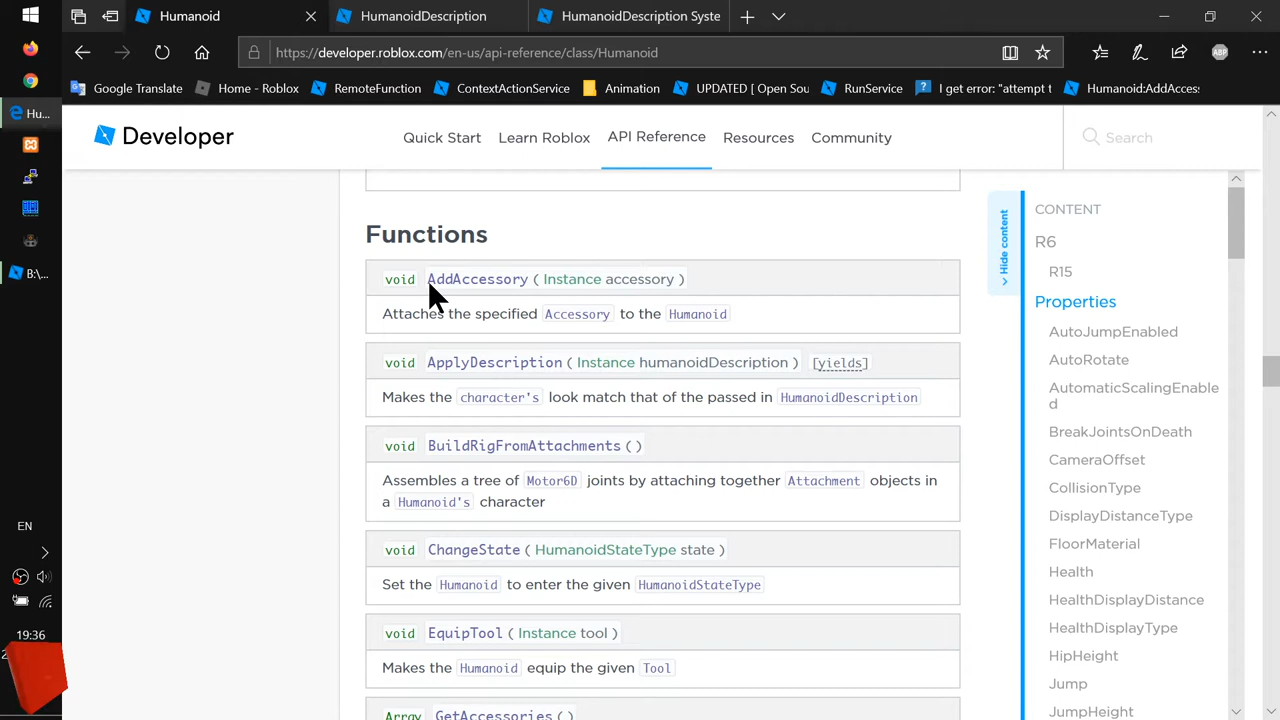 Humanoid
HumanoidDescription
HumanoidDescription Syste
https://developer.roblox.com/en-us/api-reference/class/Humanoid
ABP
Google Translate
Home - Roblox
RemoteFunction
ContextActionService
Animation
UPDATED [ Open Sou
RunService
I get error: "attempt t
Humanoid:AddAccess
Hu...
B:\...
EN
19:36
2
Developer
Quick Start
Learn Roblox
API Reference
Resources
Community
Search
Functions
void AddAccessory ( Instance accessory )
Attaches the specified Accessory to the Humanoid
void ApplyDescription ( Instance humanoidDescription ) [yields]
Makes the character's look match that of the passed in HumanoidDescription
void BuildRigFromAttachments ( )
Assembles a tree of Motor6D joints by attaching together Attachment objects in
a Humanoid's character
void ChangeState ( HumanoidStateType state )
Set the Humanoid to enter the given HumanoidStateType
void EquipTool ( Instance tool )
Makes the Humanoid equip the given Tool
Array GetAccessories ( )
Hide content
CONTENT
R6
R15
Properties
AutoJumpEnabled
AutoRotate
AutomaticScalingEnable
d
BreakJointsOnDeath
CameraOffset
CollisionType
DisplayDistanceType
FloorMaterial
Health
HealthDisplayDistance
HealthDisplayType
HipHeight
Jump
JumpHeight